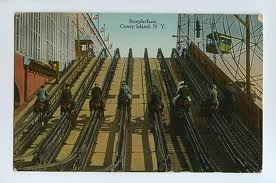 Steeplechase,
Coney Island, N. Y.